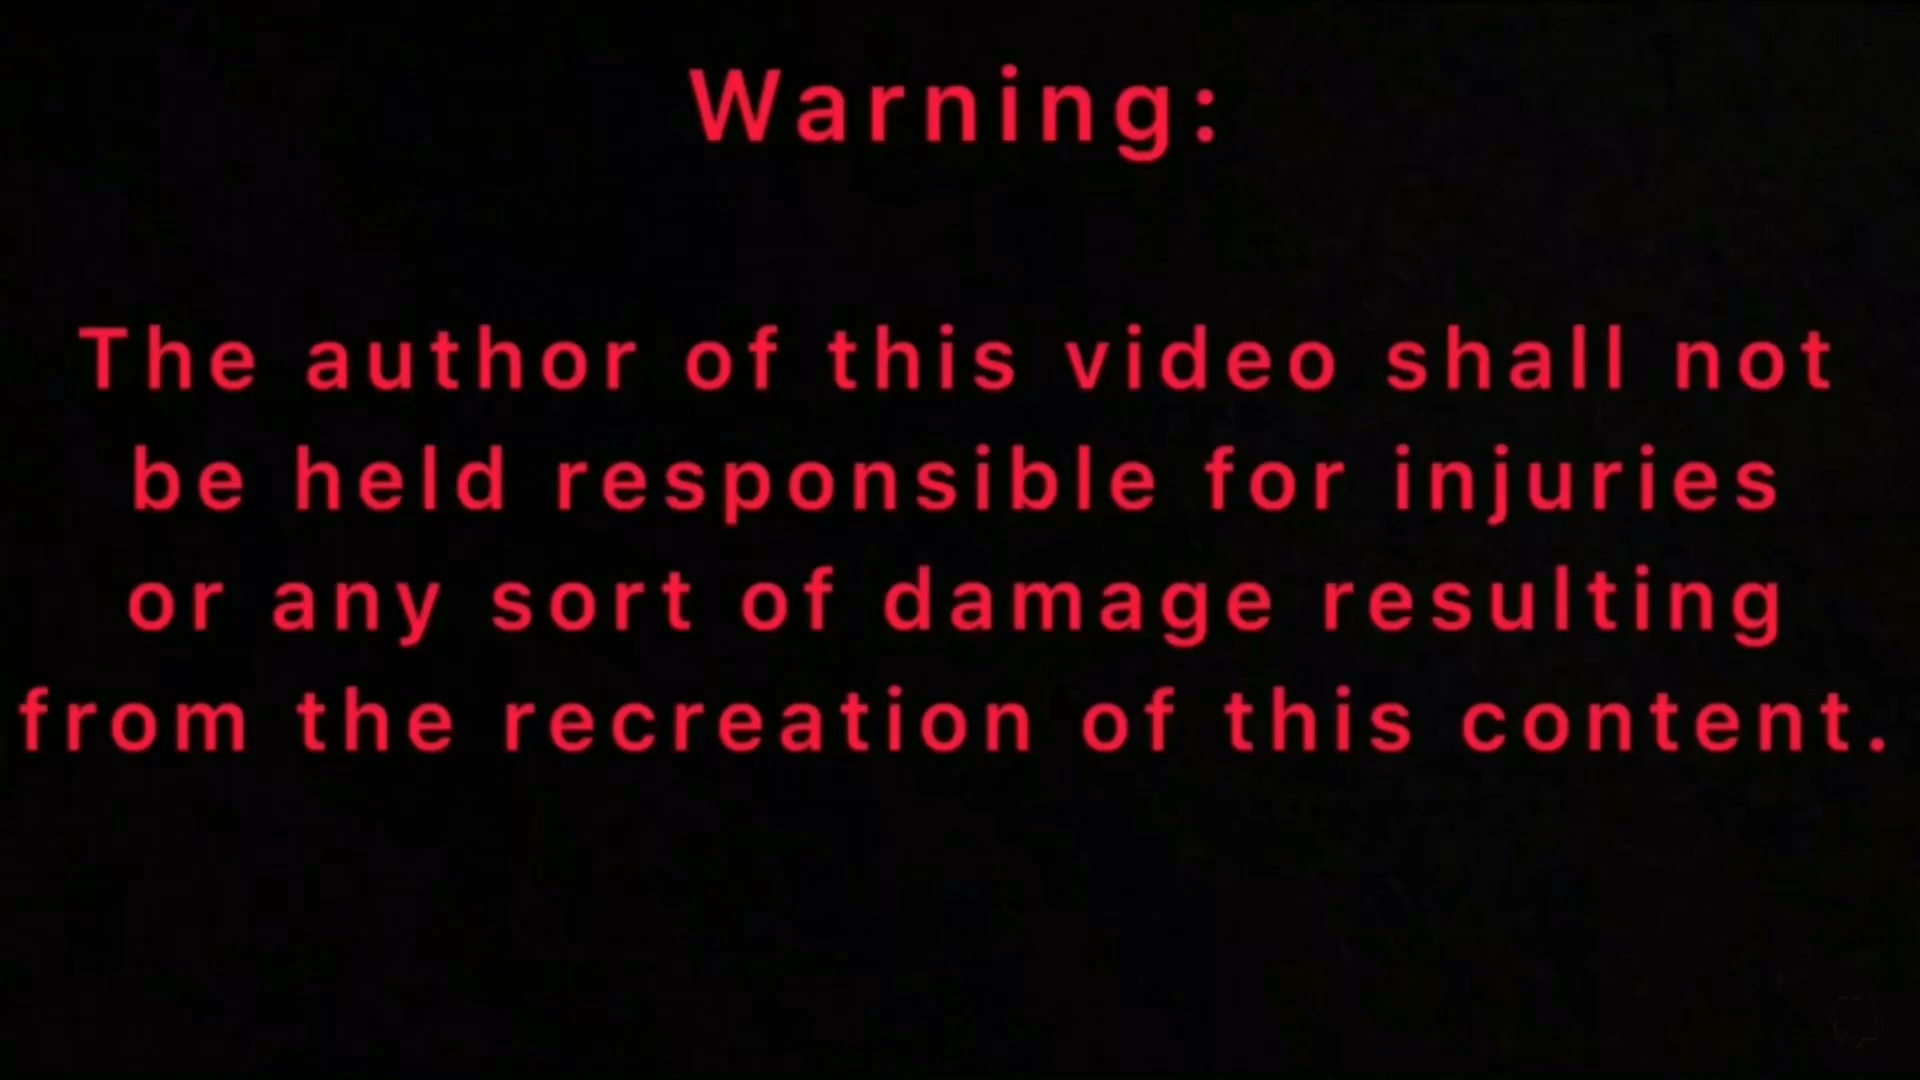 Warning:
The author of this video shall not
be held responsible for injuries
or any sort of damage resulting
from the recreation of this content.